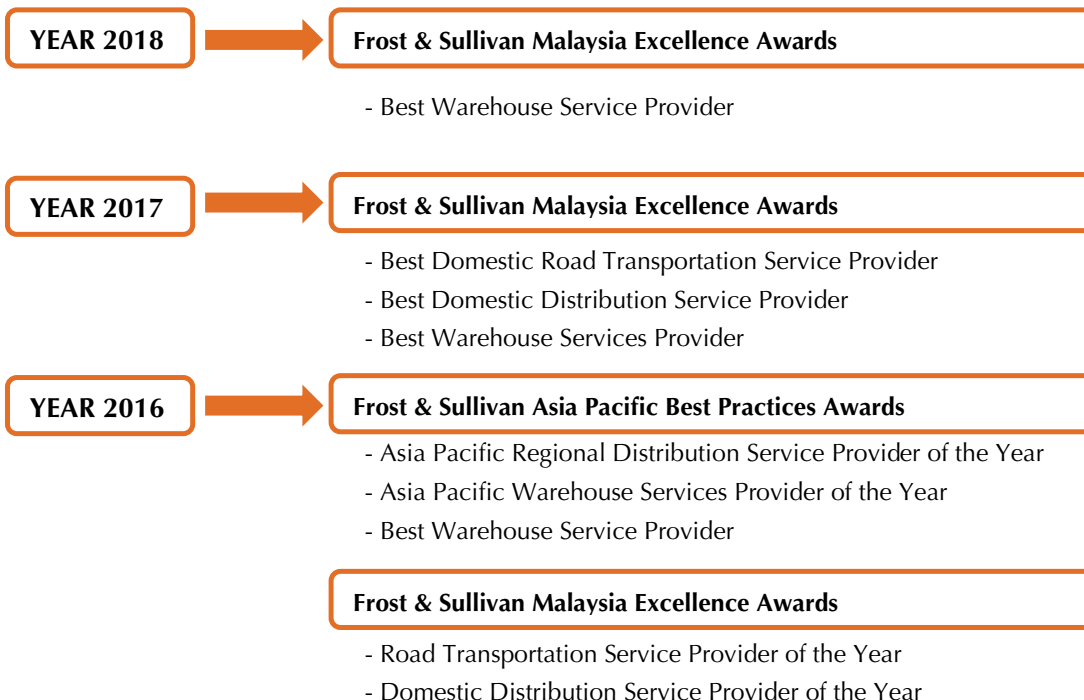 YEAR 2018
Frost & Sullivan Malaysia Excellence Awards
- Best Warehouse Service Provider
YEAR 2017
Frost & Sullivan Malaysia Excellence Awards
- Best Domestic Road Transportation Service Provider
- Best Domestic Distribution Service Provider
- Best Warehouse Services Provider
YEAR 2016
Frost & Sullivan Asia Pacific Best Practices Awards
- Asia Pacific Regional Distribution Service Provider of the Year
- Asia Pacific Warehouse Services Provider of the Year
- Best Warehouse Service Provider
Frost & Sullivan Malaysia Excellence Awards
- Road Transportation Service Provider of the Year
- Domestic Distribution Service Provider of the Year